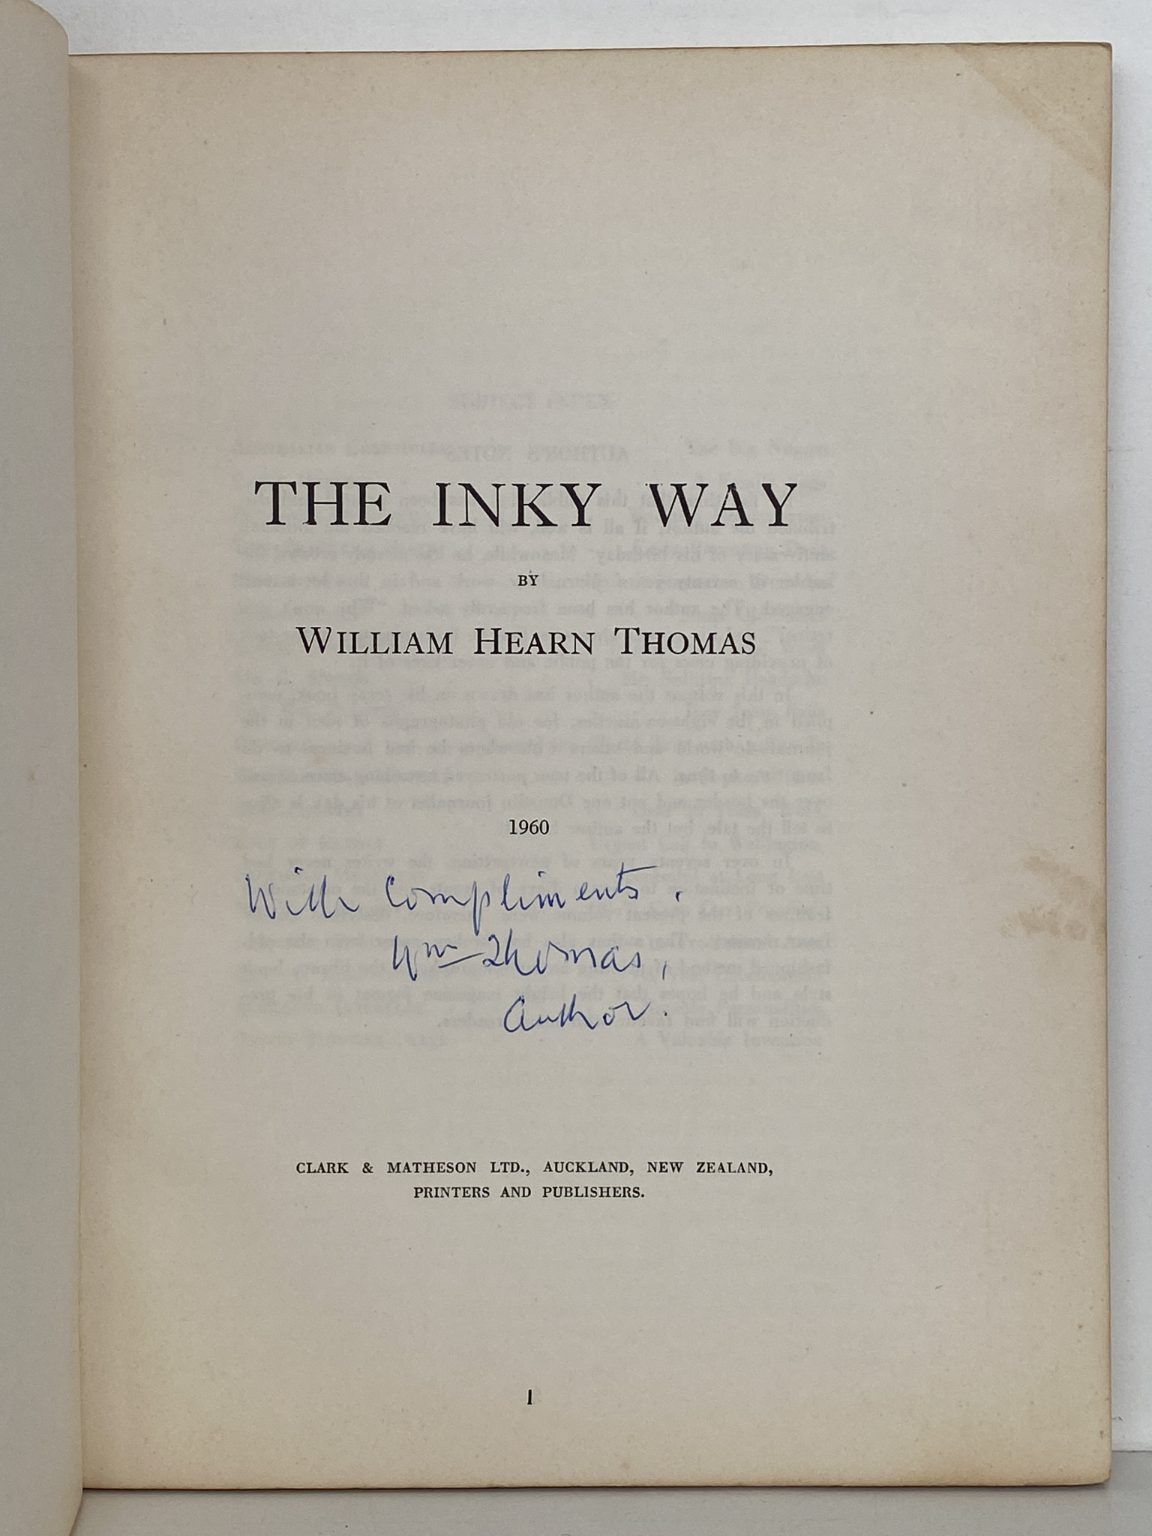 THE INKY WAY
BY
WILLIAM HEARN THOMAS
1960
With Compliments.
Wm Thomas,
Author.
CLARK & MATHESON LTD., AUCKLAND, NEW ZEALAND,
PRINTERS AND PUBLISHERS.
1